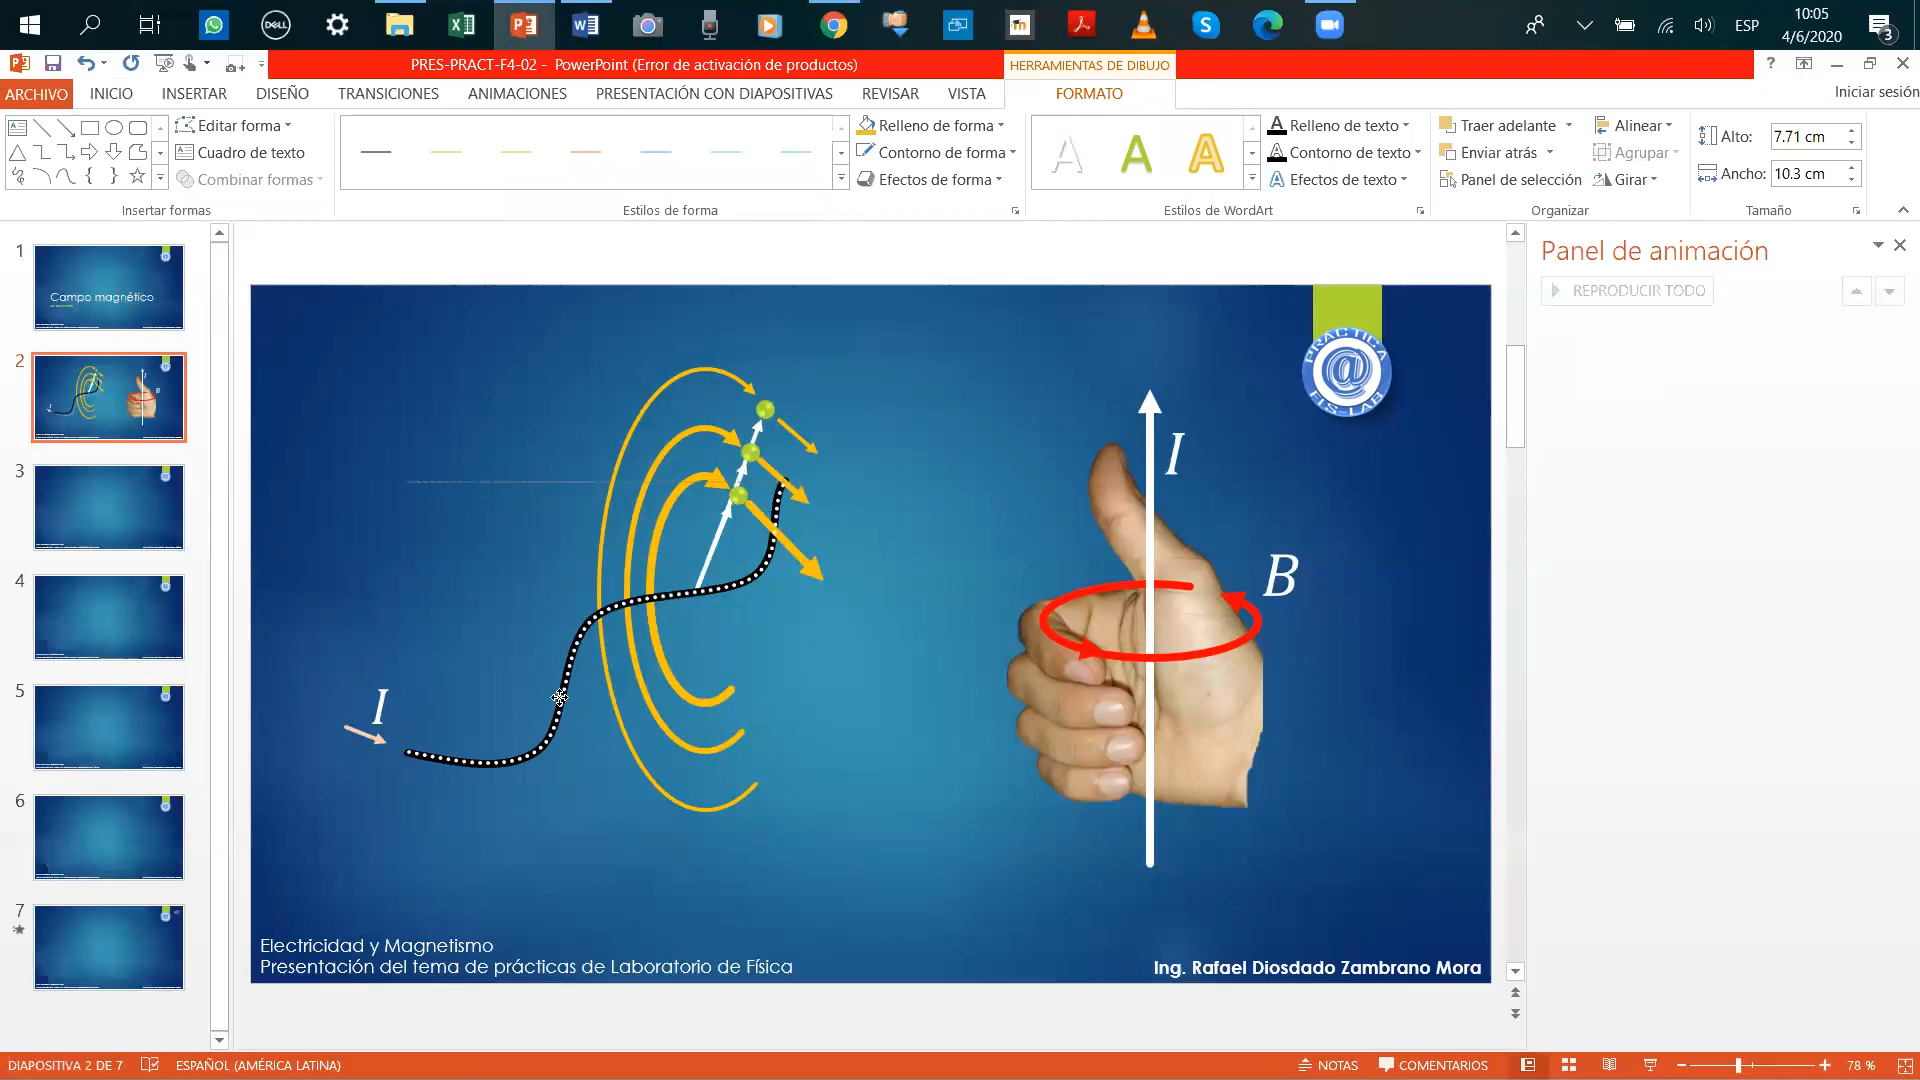 ESP
10:05
4/6/2020
3
PRES-PRACT-F4-02 - PowerPoint (Error de activación de productos)
HERRAMIENTAS DE DIBUJO
ARCHIVO
INICIO
INSERTAR
DISEÑO
TRANSICIONES
ANIMACIONES
PRESENTACIÓN CON DIAPOSITIVAS
REVISAR
VISTA
FORMATO
Iniciar sesión
Editar forma
Cuadro de texto
Combinar formas
Insertar formas
Estilos de forma
Relleno de forma
Contorno de forma
Efectos de forma
A A A
Estilos de WordArt
Relleno de texto
Contorno de texto
Efectos de texto
Traer adelante
Enviar atrás
Panel de selección
Alinear
Agrupar
Girar
Organizar
Alto: 7.71 cm
Ancho: 10.3 cm
Tamaño
1
Campo magnético
2
3
4
5
6
7
Panel de animación
REPRODUCIR TODO
PRACTICA
@
FIS-LAB
I
I
B
Electricidad y Magnetismo
Presentación del tema de prácticas de Laboratorio de Física
Ing. Rafael Diosdado Zambrano Mora
DIAPOSITIVA 2 DE 7
ESPAÑOL (AMÉRICA LATINA)
NOTAS
COMENTARIOS
78 %